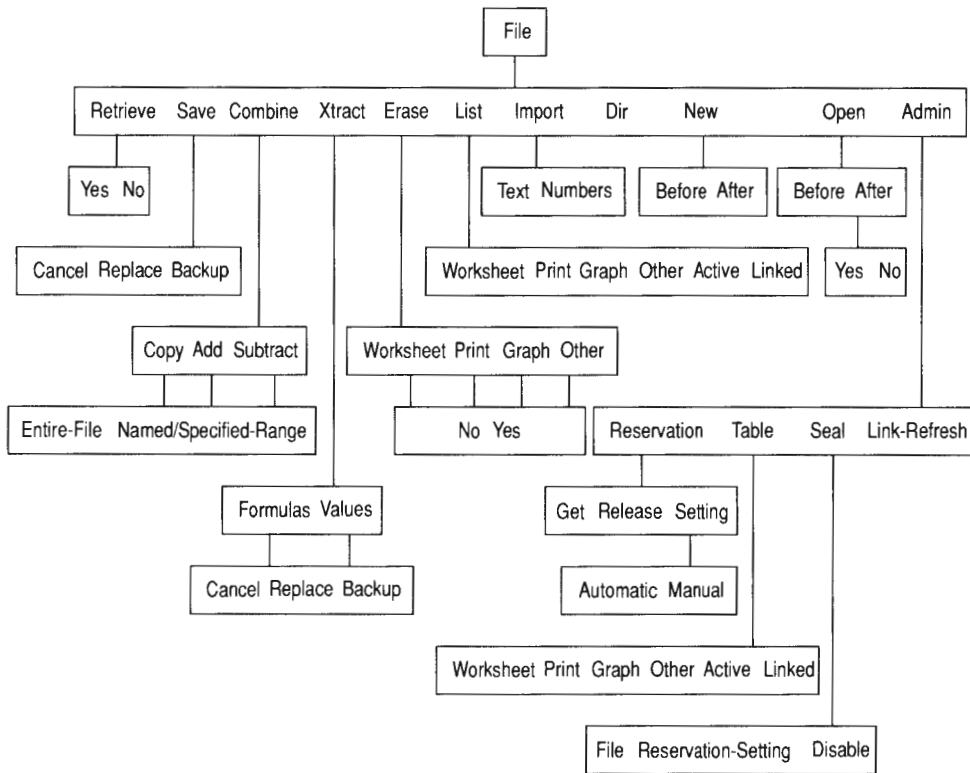 File
Retrieve Save Combine Xtract Erase List Import Dir New Open Admin
Yes No
Text Numbers
Before After
Before After
Cancel Replace Backup
Worksheet Print Graph Other Active Linked
Yes No
Copy Add Subtract
Worksheet Print Graph Other
Entire-File Named/Specified-Range
No Yes
Reservation Table Seal Link-Refresh
Formulas Values
Get Release Setting
Cancel Replace Backup
Automatic Manual
Worksheet Print Graph Other Active Linked
File Reservation-Setting Disable